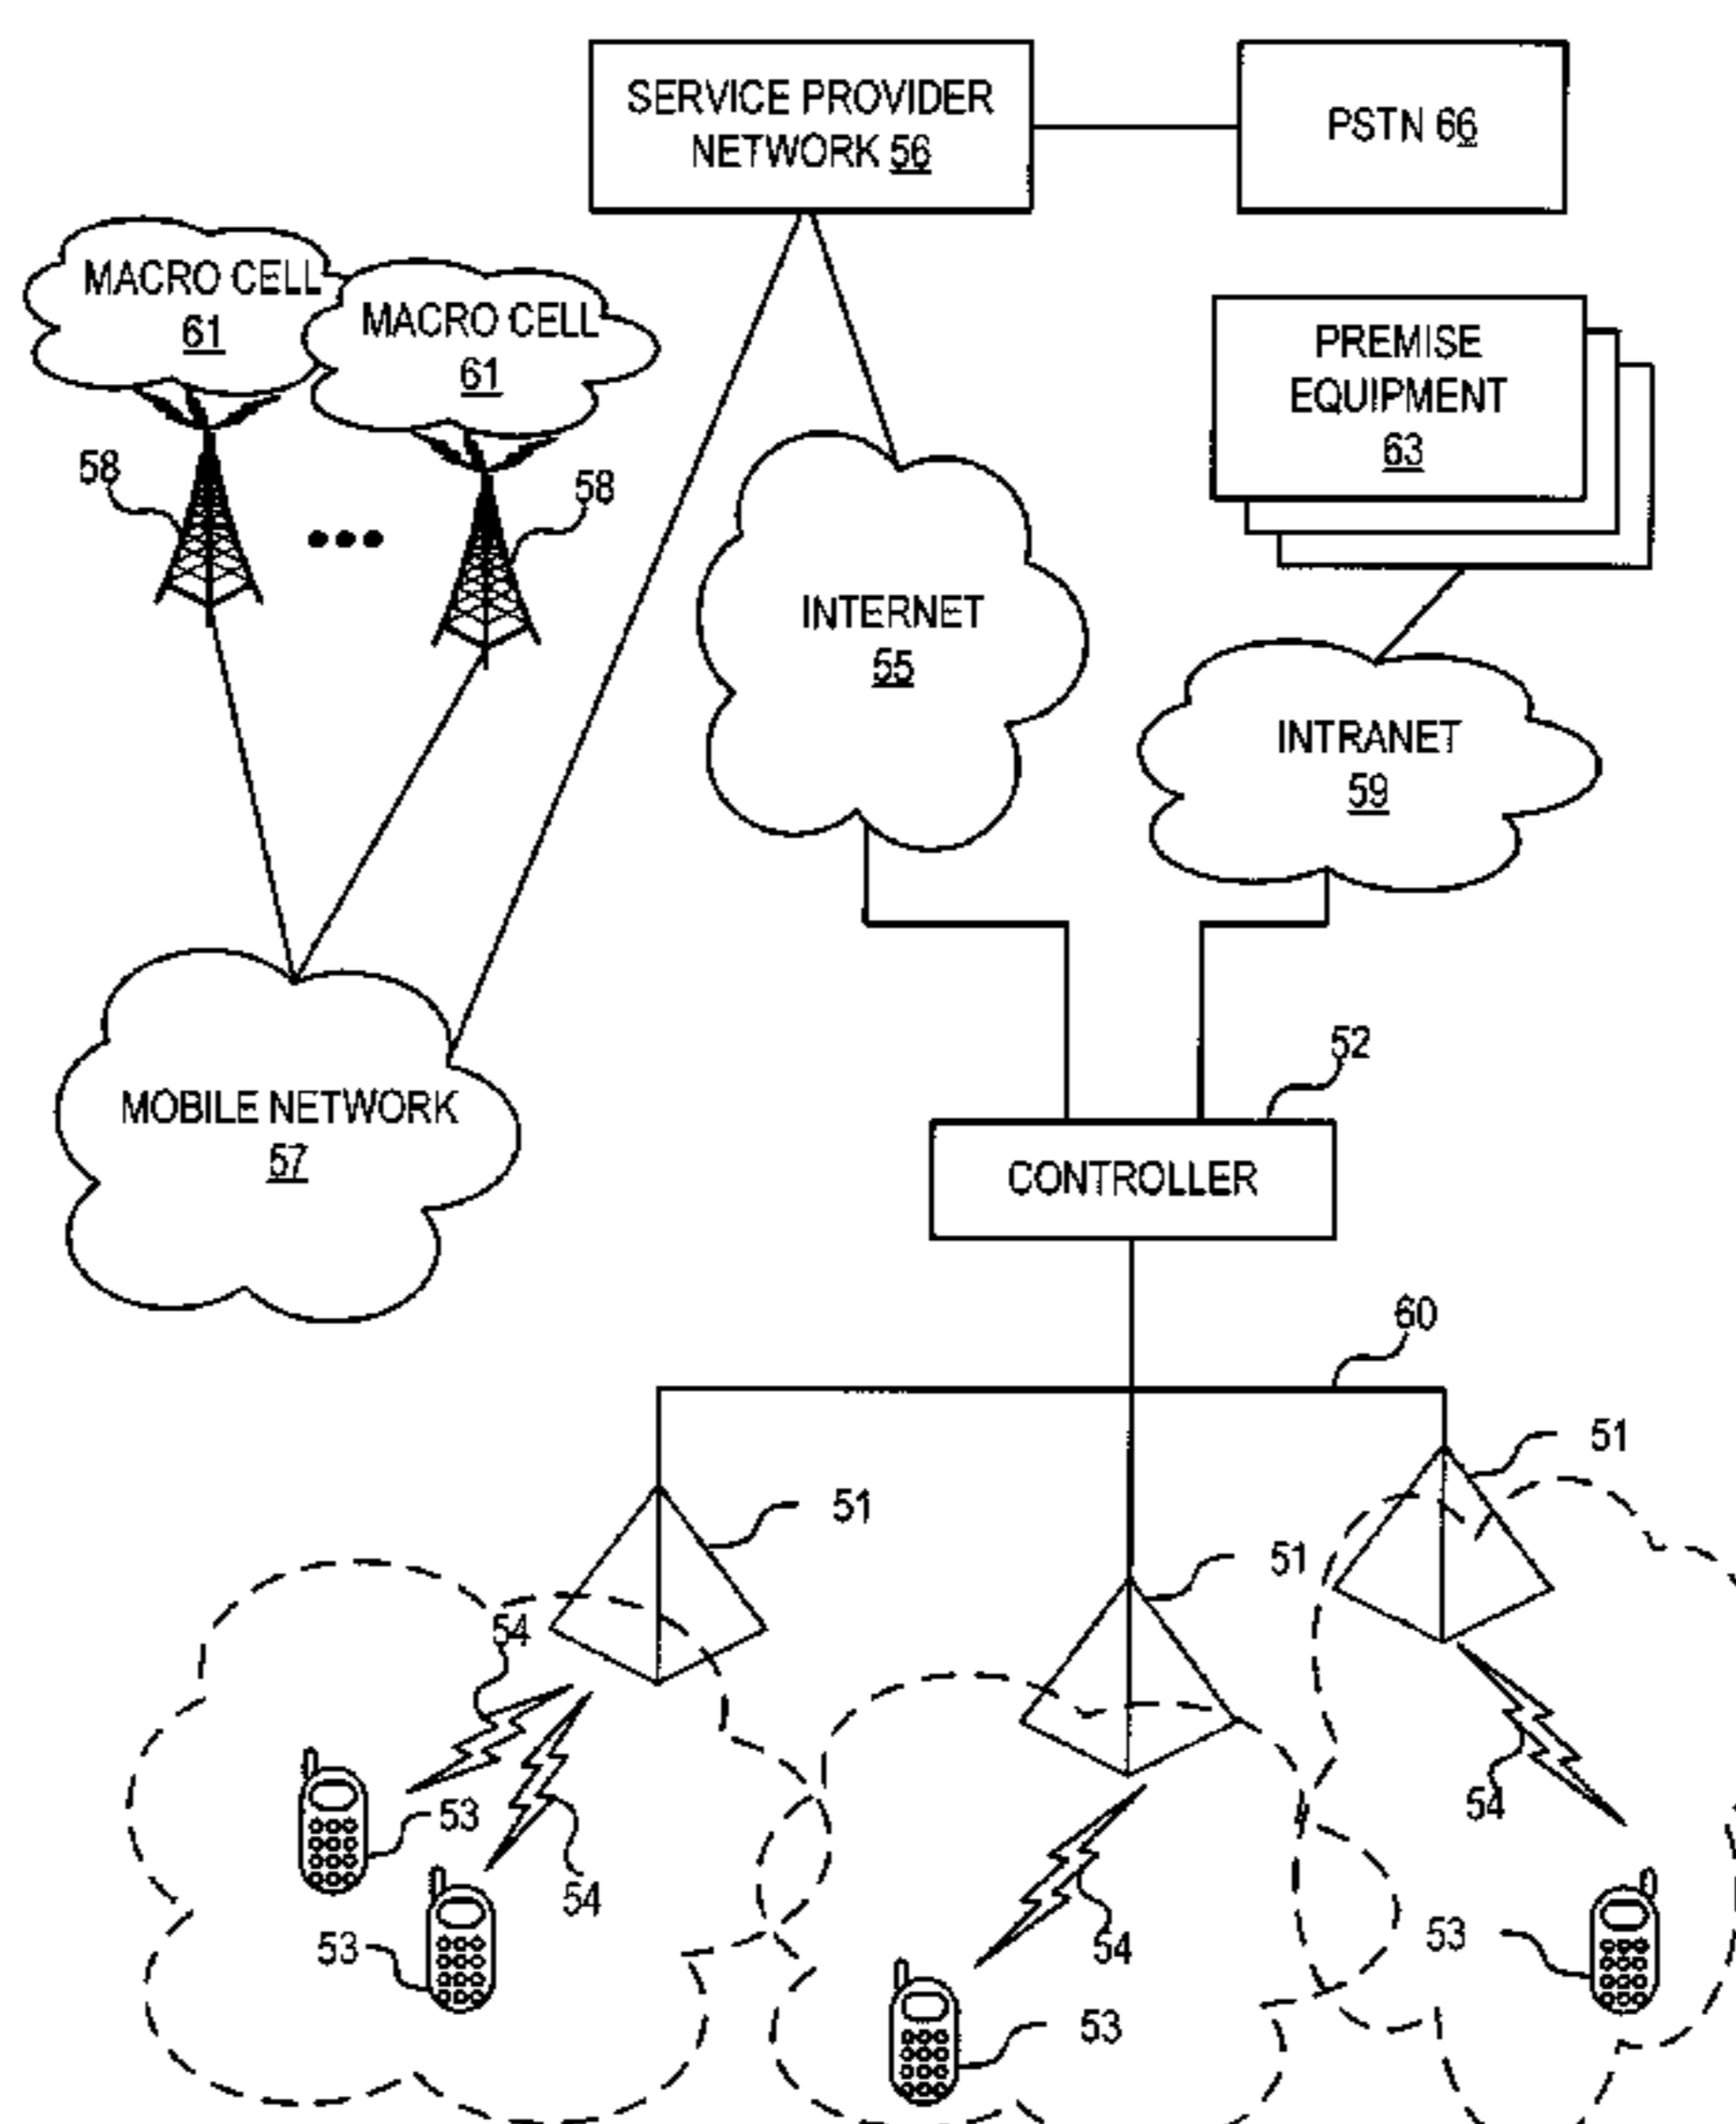 SERVICE PROVIDER
NETWORK 56
PSTN 66
MACRO CELL
61
MACRO CELL
61
PREMISE
EQUIPMENT
63
58
58
INTERNET
55
INTRANET
59
52
MOBILE NETWORK
57
CONTROLLER
60
51
51
51
54
54
53
54
53
54
53
53